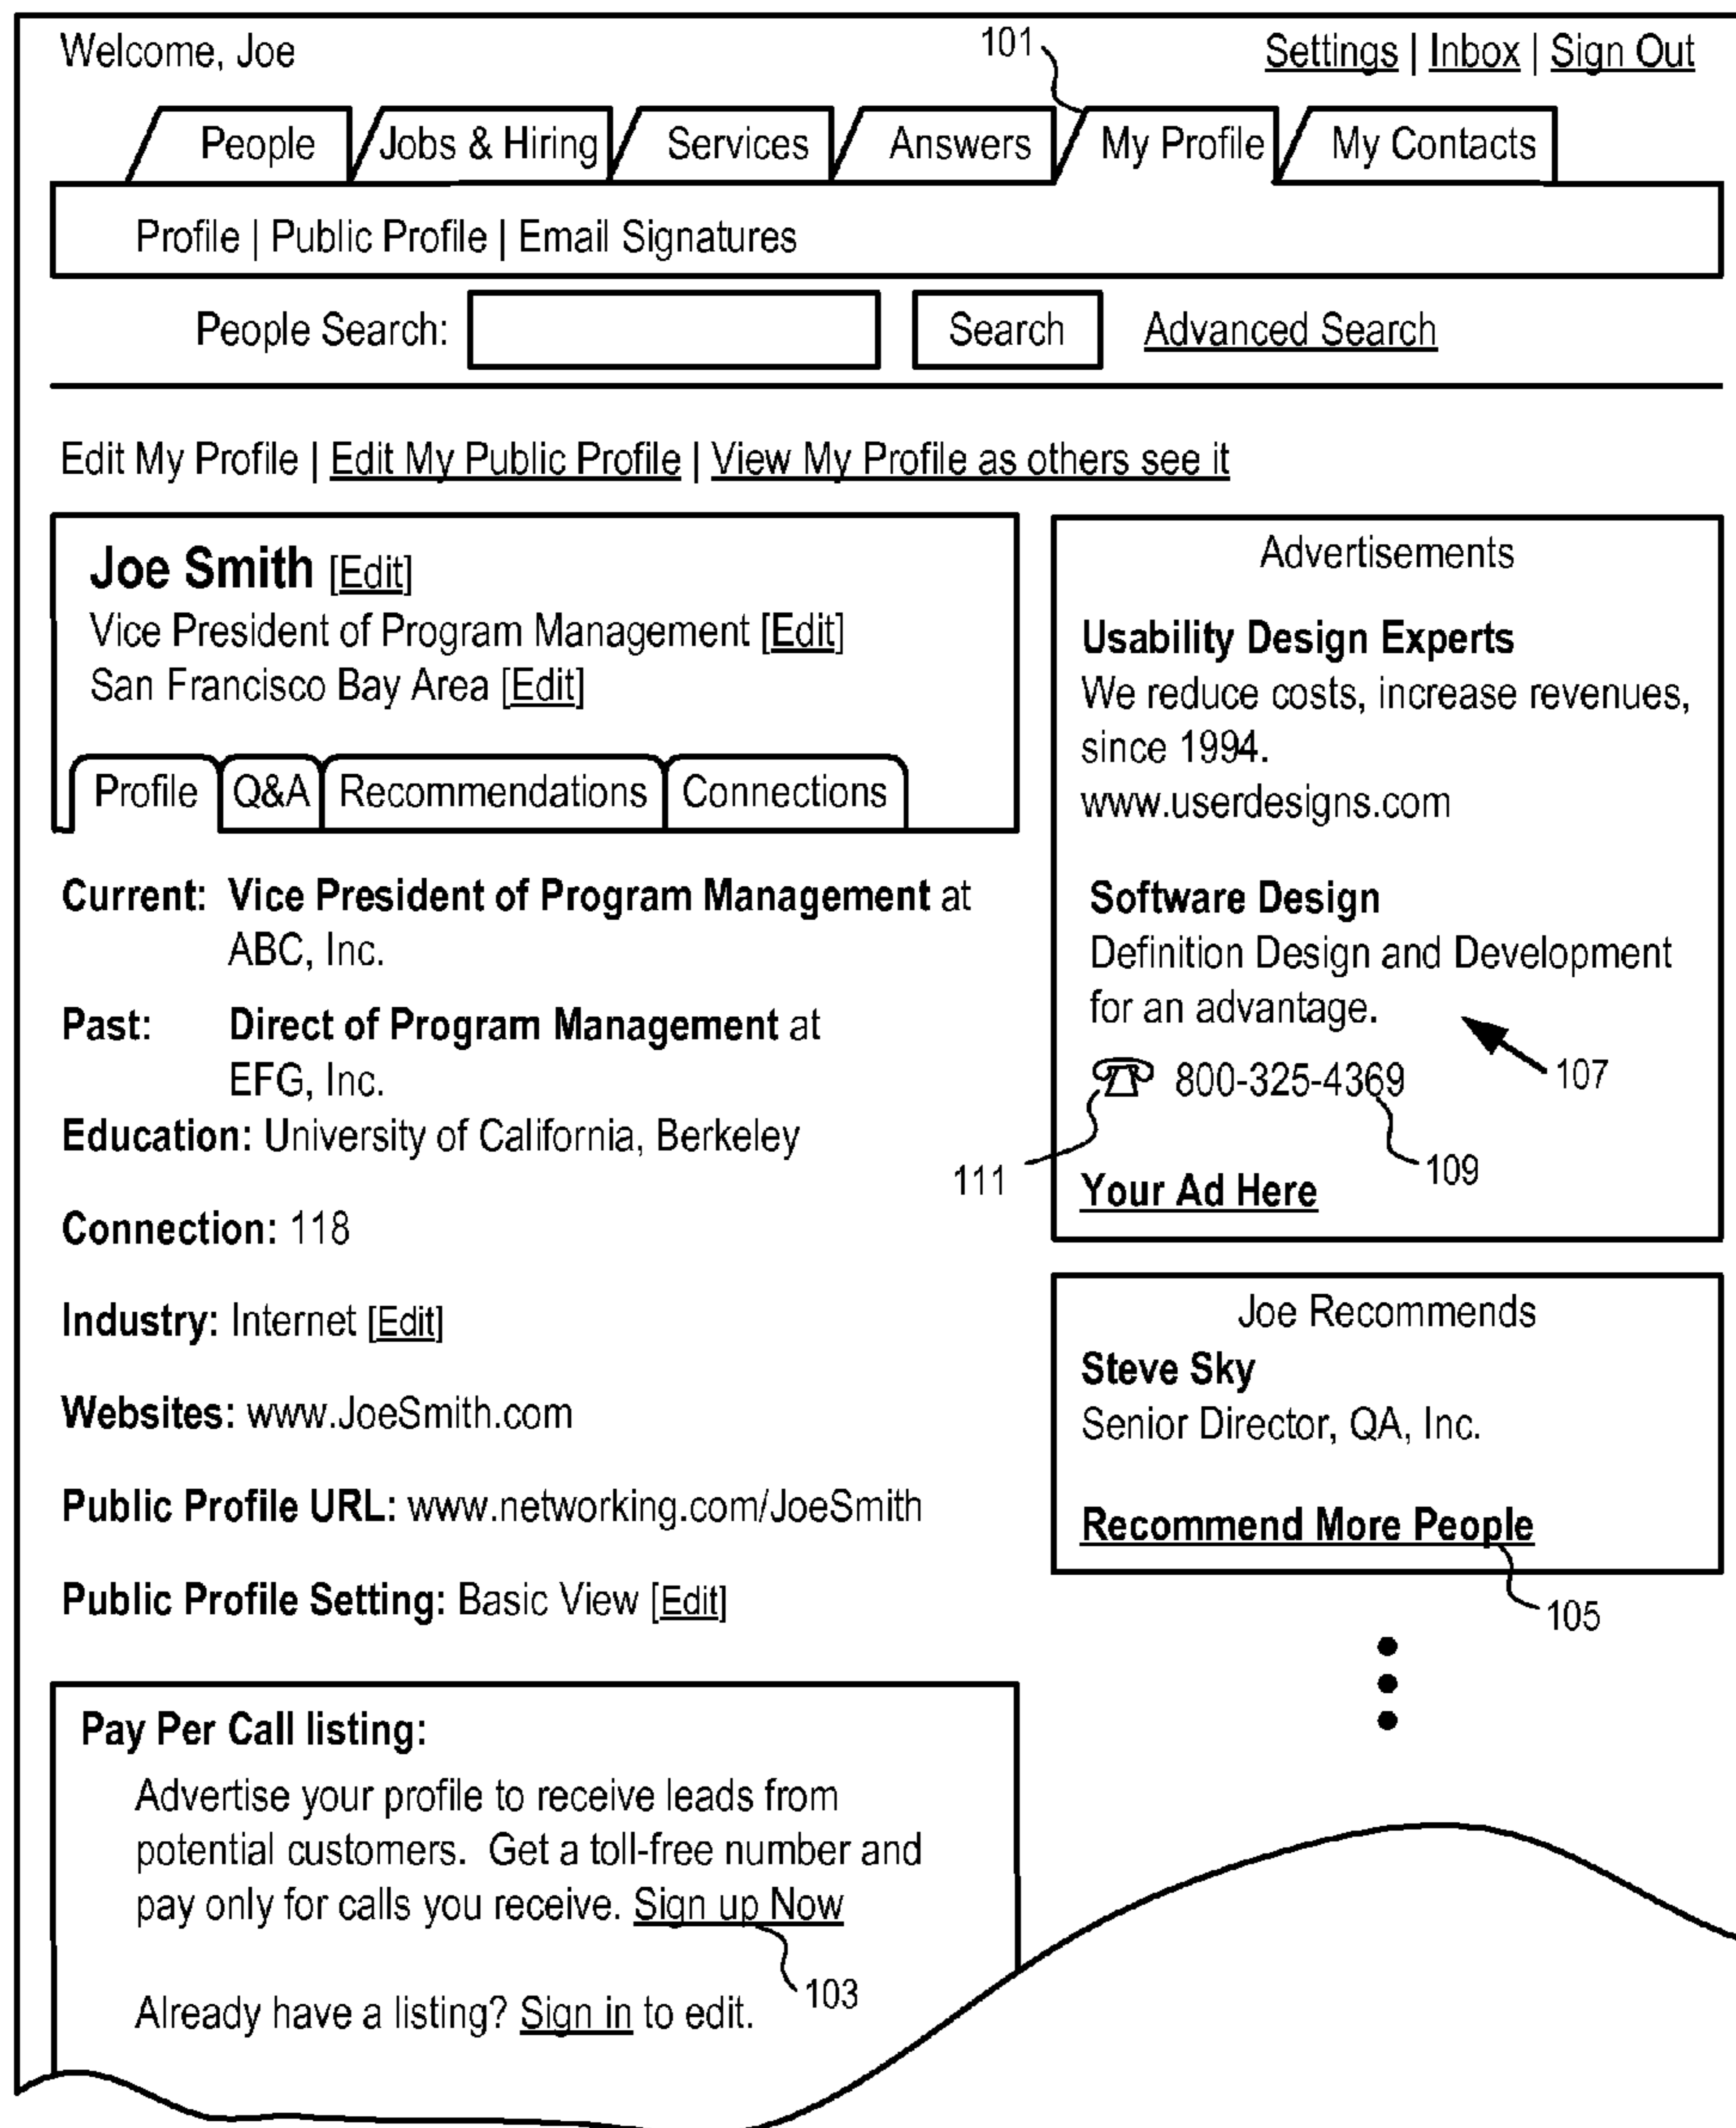 Welcome, Joe
101
Settings | Inbox | Sign Out
People
Jobs & Hiring
Services
Answers
My Profile
My Contacts
Profile | Public Profile | Email Signatures
People Search:
Search
Advanced Search
Edit My Profile | Edit My Public Profile | View My Profile as others see it
Joe Smith [Edit]
Vice President of Program Management [Edit]
San Francisco Bay Area [Edit]
Profile
Q&A
Recommendations
Connections
Current: Vice President of Program Management at
ABC, Inc.
Past: Direct of Program Management at
EFG, Inc.
Education: University of California, Berkeley
Connection: 118
Industry: Internet [Edit]
Websites: www.JoeSmith.com
Public Profile URL: www.networking.com/JoeSmith
Public Profile Setting: Basic View [Edit]
Pay Per Call listing:
Advertise your profile to receive leads from
potential customers. Get a toll-free number and
pay only for calls you receive. Sign up Now
103
Already have a listing? Sign in to edit.
Advertisements
Usability Design Experts
We reduce costs, increase revenues,
since 1994.
www.userdesigns.com
Software Design
Definition Design and Development
for an advantage.
107
800-325-4369
111
109
Your Ad Here
Joe Recommends
Steve Sky
Senior Director, QA, Inc.
Recommend More People
105